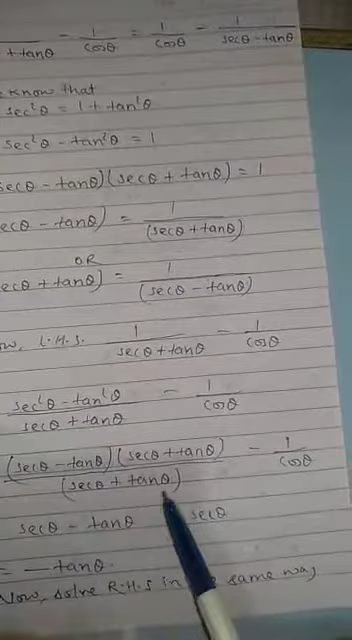 + tanθ - 1/cosθ = 1/cosθ - 1/(secθ - tanθ)
know that
sec²θ = 1 + tan²θ
sec²θ - tan²θ = 1
secθ - tanθ)(secθ + tanθ) = 1
ecθ - tanθ) = 1/(secθ + tanθ)
OR
ecθ + tanθ) = 1/(secθ - tanθ)
ow, L.H.S. 1/(secθ + tanθ) - 1/cosθ
(sec²θ - tan²θ)/(secθ + tanθ) - 1/cosθ
(secθ - tanθ)(secθ + tanθ)/(secθ + tanθ) - 1/cosθ
secθ - tanθ secθ
= - tanθ.
Now, solve R.H.S in same way